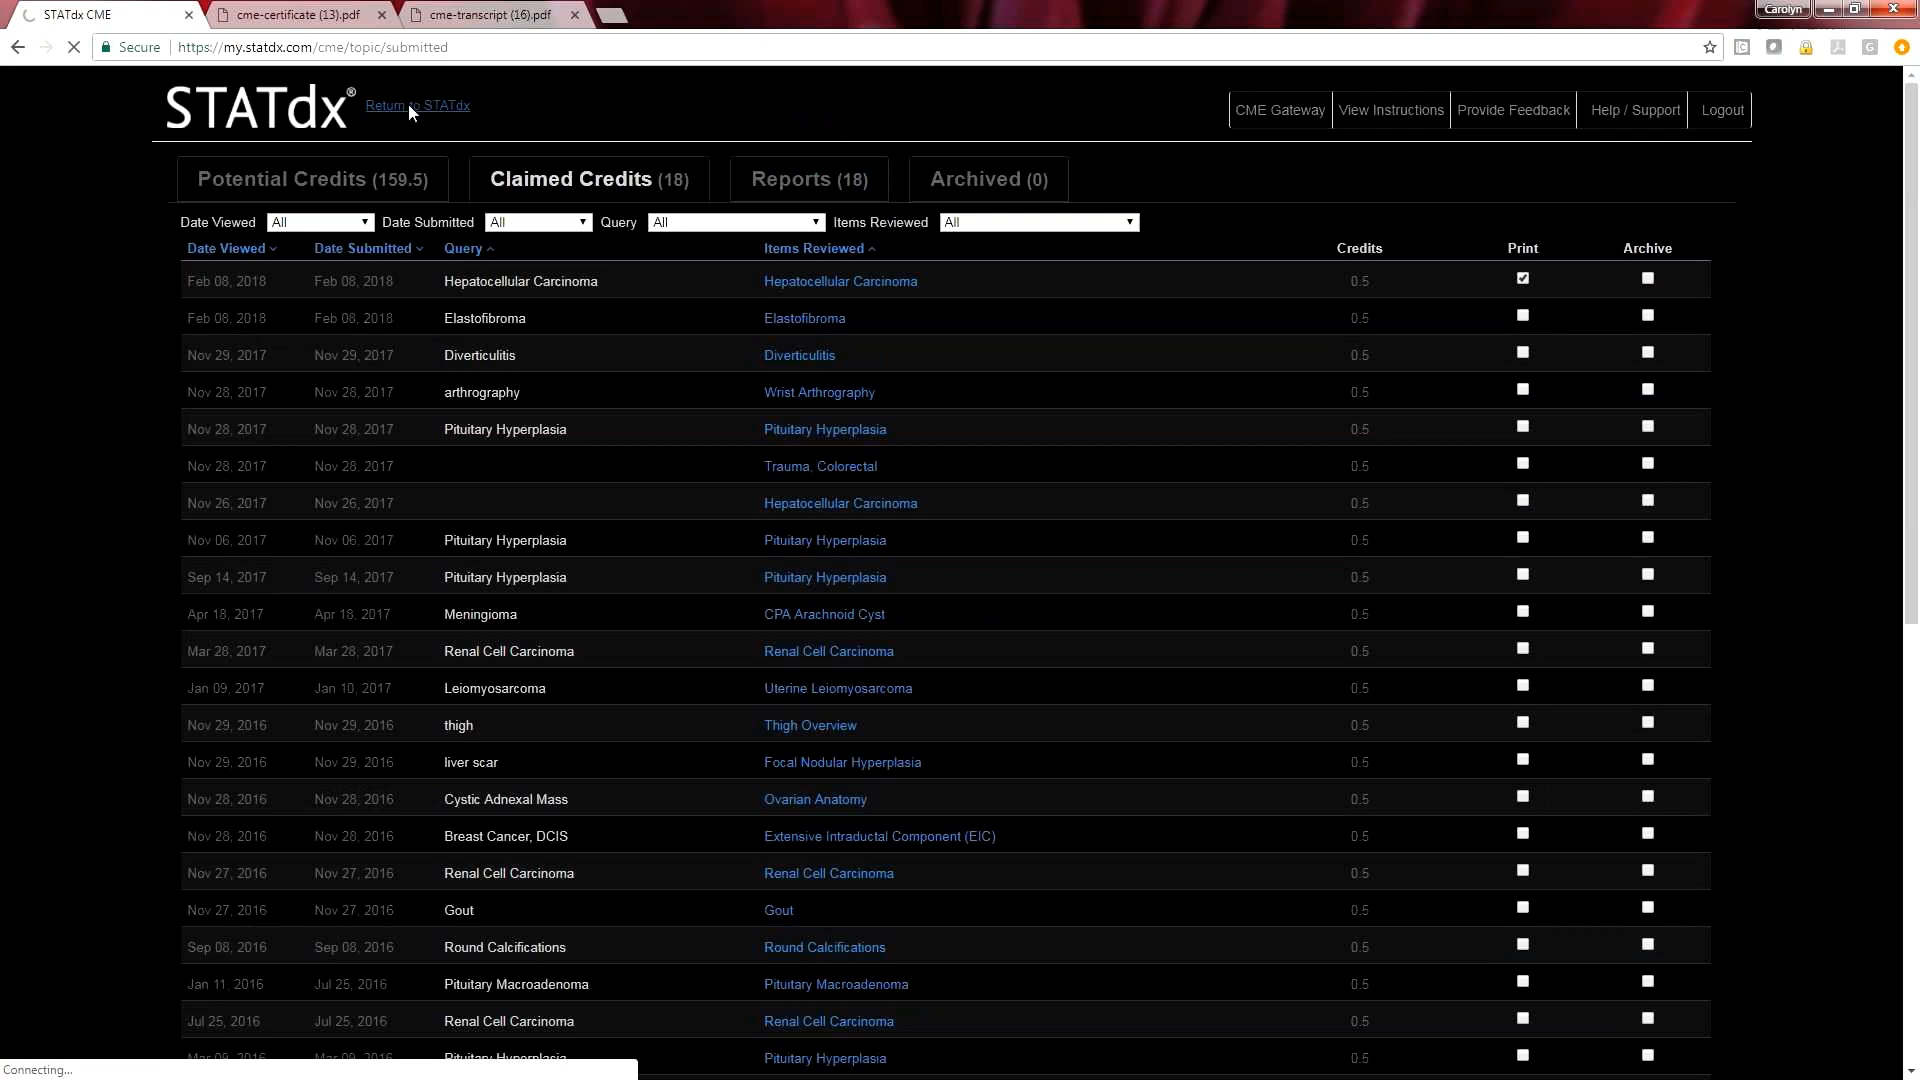 STATdx CME
cme-certificate (13).pdf
cme-transcript (16).pdf
Carolyn
Secure https://my.statdx.com/cme/topic/submitted
STATdx® Return to STATdx
CME Gateway View Instructions Provide Feedback Help / Support Logout
Potential Credits (159.5) Claimed Credits (18) Reports (18) Archived (0)
Date Viewed All Date Submitted All Query All Items Reviewed All
Date Viewed Date Submitted Query Items Reviewed Credits Print Archive
Feb 08, 2018 Feb 08, 2018 Hepatocellular Carcinoma Hepatocellular Carcinoma 0.5
Feb 08, 2018 Feb 08, 2018 Elastofibroma Elastofibroma 0.5
Nov 29, 2017 Nov 29, 2017 Diverticulitis Diverticulitis 0.5
Nov 28, 2017 Nov 28, 2017 arthrography Wrist Arthrography 0.5
Nov 28, 2017 Nov 28, 2017 Pituitary Hyperplasia Pituitary Hyperplasia 0.5
Nov 28, 2017 Nov 28, 2017 Trauma, Colorectal 0.5
Nov 26, 2017 Nov 26, 2017 Hepatocellular Carcinoma 0.5
Nov 06, 2017 Nov 06, 2017 Pituitary Hyperplasia Pituitary Hyperplasia 0.5
Sep 14, 2017 Sep 14, 2017 Pituitary Hyperplasia Pituitary Hyperplasia 0.5
Apr 18, 2017 Apr 18, 2017 Meningioma CPA Arachnoid Cyst 0.5
Mar 28, 2017 Mar 28, 2017 Renal Cell Carcinoma Renal Cell Carcinoma 0.5
Jan 09, 2017 Jan 10, 2017 Leiomyosarcoma Uterine Leiomyosarcoma 0.5
Nov 29, 2016 Nov 29, 2016 thigh Thigh Overview 0.5
Nov 29, 2016 Nov 29, 2016 liver scar Focal Nodular Hyperplasia 0.5
Nov 28, 2016 Nov 28, 2016 Cystic Adnexal Mass Ovarian Anatomy 0.5
Nov 28, 2016 Nov 28, 2016 Breast Cancer, DCIS Extensive Intraductal Component (EIC) 0.5
Nov 27, 2016 Nov 27, 2016 Renal Cell Carcinoma Renal Cell Carcinoma 0.5
Nov 27, 2016 Nov 27, 2016 Gout Gout 0.5
Sep 08, 2016 Sep 08, 2016 Round Calcifications Round Calcifications 0.5
Jan 11, 2016 Jul 25, 2016 Pituitary Macroadenoma Pituitary Macroadenoma 0.5
Jul 25, 2016 Jul 25, 2016 Renal Cell Carcinoma Renal Cell Carcinoma 0.5
Mar 09, 2016 Mar 09, 2016 Pituitary Hyperplasia Pituitary Hyperplasia 0.5
Connecting...